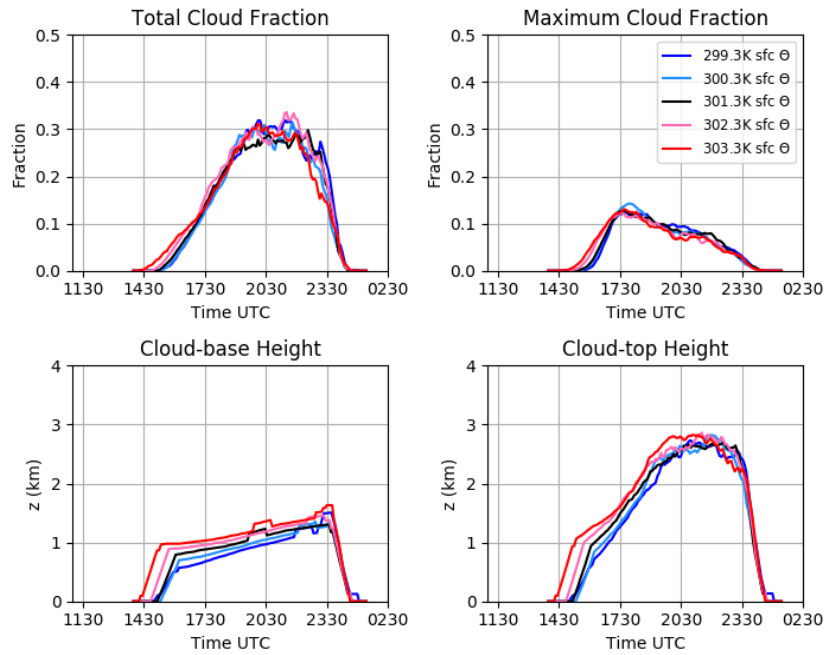 Total Cloud Fraction
0.5
0.4
0.3
0.2
0.1
0.0
Fraction
1130 1430 1730 2030 2330 0230
Time UTC
Maximum Cloud Fraction
0.5
0.4
0.3
0.2
0.1
0.0
Fraction
299.3K sfc Θ
300.3K sfc Θ
301.3K sfc Θ
302.3K sfc Θ
303.3K sfc Θ
1130 1430 1730 2030 2330 0230
Time UTC
Cloud-base Height
4
3
2
1
0
z (km)
1130 1430 1730 2030 2330 0230
Time UTC
Cloud-top Height
4
3
2
1
0
z (km)
1130 1430 1730 2030 2330 0230
Time UTC